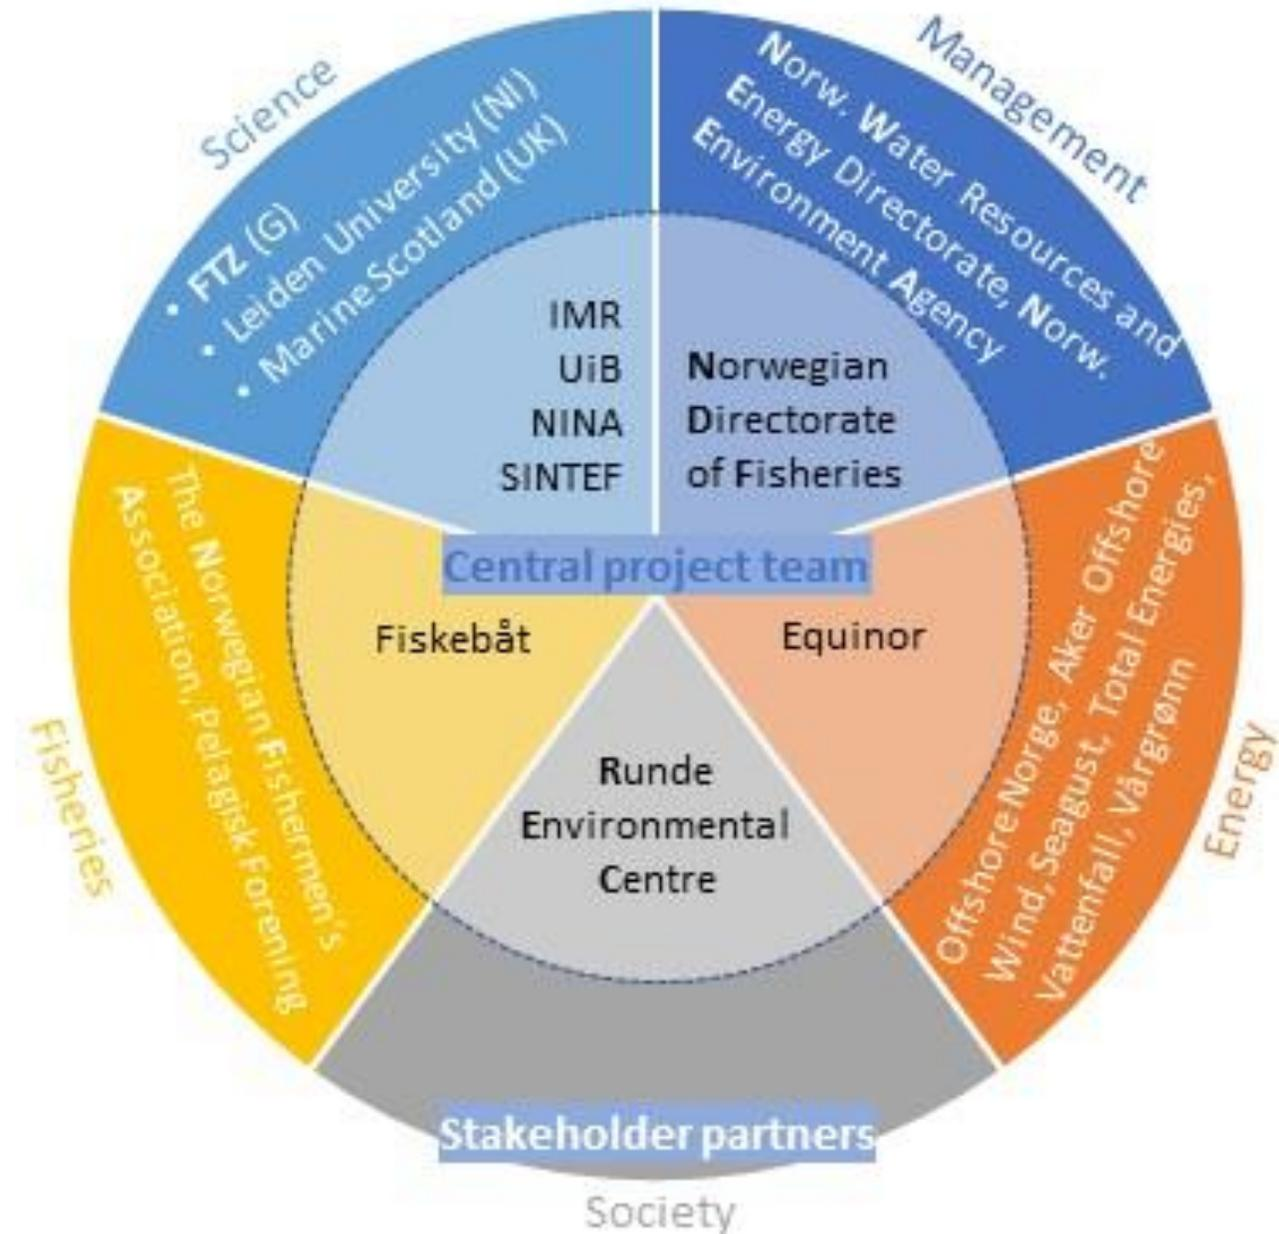 Science
• FTZ (G)
• Leiden University (NI)
• Marine Scotland (UK)
Management
Norw. Water Resources and
Energy Directorate, Norw.
Environment Agency
IMR
UiB
NINA
SINTEF
Norwegian
Directorate
of Fisheries
Central project team
Fiskebåt
Equinor
Runde
Environmental
Centre
Fisheries
The Norwegian Fishermen's
Association, Pelagisk Forening
Energy
Offshore Norge, Aker Offshore
Wind, Seagust, Total Energies,
Vattenfall, Vårgrønn
Stakeholder partners
Society